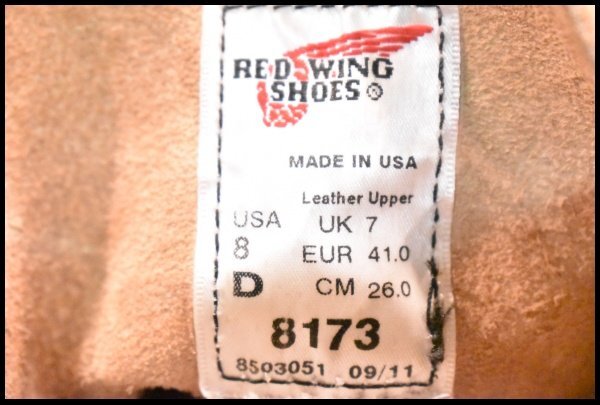 RED WING
SHOES®
MADE IN USA
Leather Upper
USA UK 7
8 EUR 41.0
D CM 26.0
8173
8503051 09/11